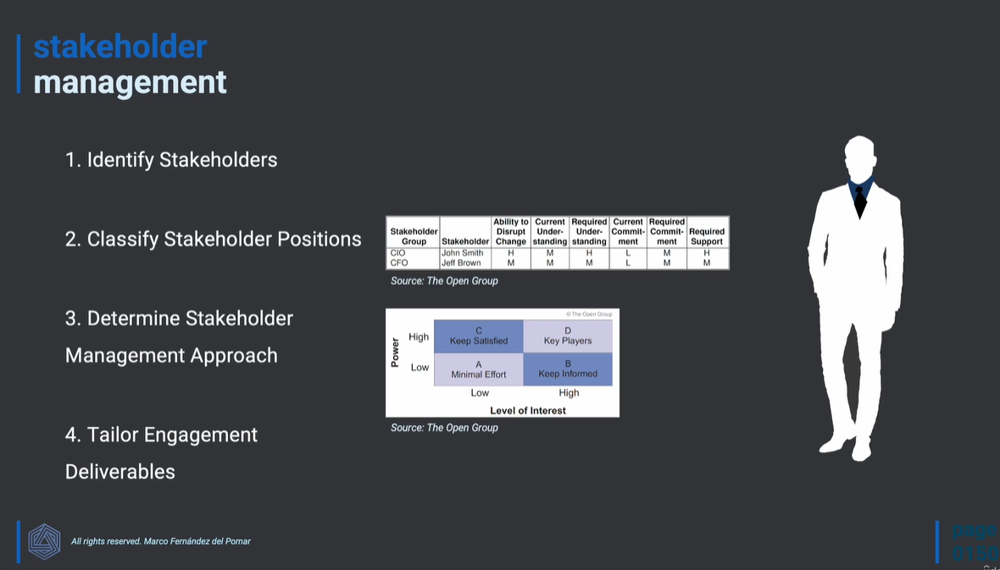 stakeholder
management
1. Identify Stakeholders
2. Classify Stakeholder Positions
Ability to Current Required Current Required
Stakeholder Disrupt Under- Under- Commit- Commit- Required
Group Stakeholder Change standing standing ment ment Support
CIO John Smith H M H L M H
CFO Jeff Brown M M M L M M
Source: The Open Group
3. Determine Stakeholder
Management Approach
© The Open Group
Power
High
C
Keep Satisfied
D
Key Players
Low
A
Minimal Effort
B
Keep Informed
Low High
Level of Interest
Source: The Open Group
4. Tailor Engagement
Deliverables
All rights reserved. Marco Fernández del Pomar
page
0150